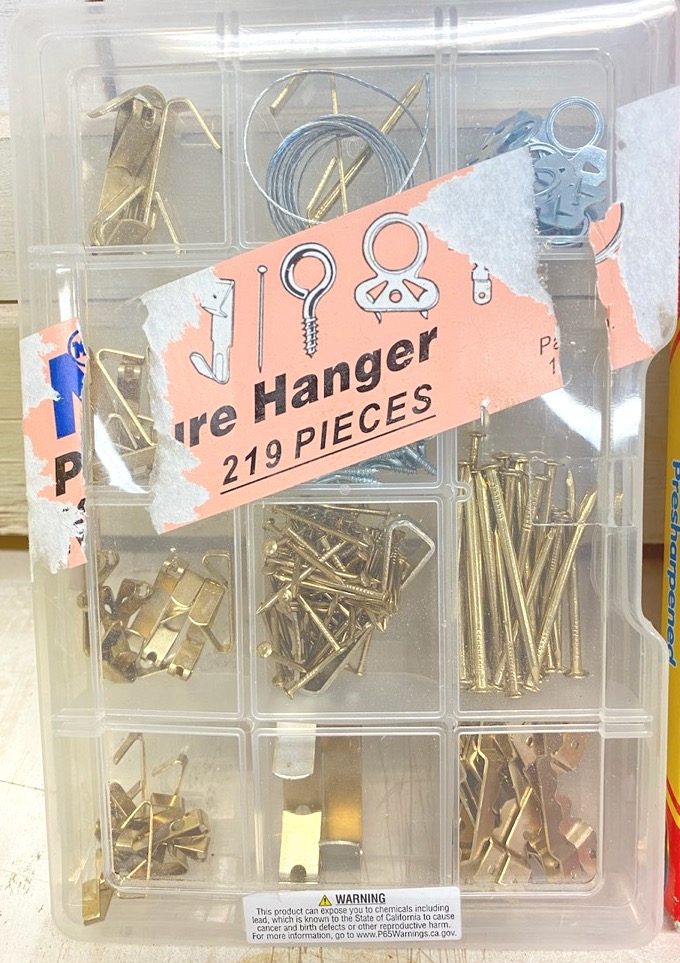 ure Hanger
219 PIECES
P
1
Presharpened
WARNING
This product can expose you to chemicals including
lead, which is known to the State of California to cause
cancer and birth defects or other reproductive harm.
For more information, go to www.P65Warnings.ca.gov.